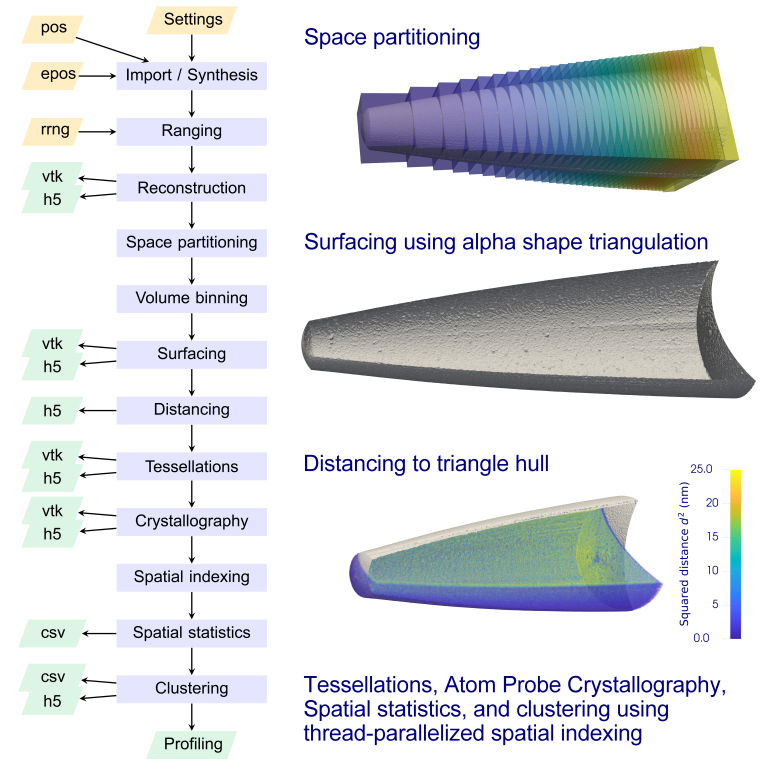 Settings
pos
epos
Import / Synthesis
rrng
Ranging
vtk
h5
Reconstruction
Space partitioning
Volume binning
vtk
h5
Surfacing
h5
Distancing
vtk
h5
Tessellations
vtk
h5
Crystallography
Spatial indexing
csv
Spatial statistics
csv
h5
Clustering
Profiling
Space partitioning
Surfacing using alpha shape triangulation
Distancing to triangle hull
25.0
20
15
10
5
0.0
Squared distance d² (nm)
Tessellations, Atom Probe Crystallography,
Spatial statistics, and clustering using
thread-parallelized spatial indexing